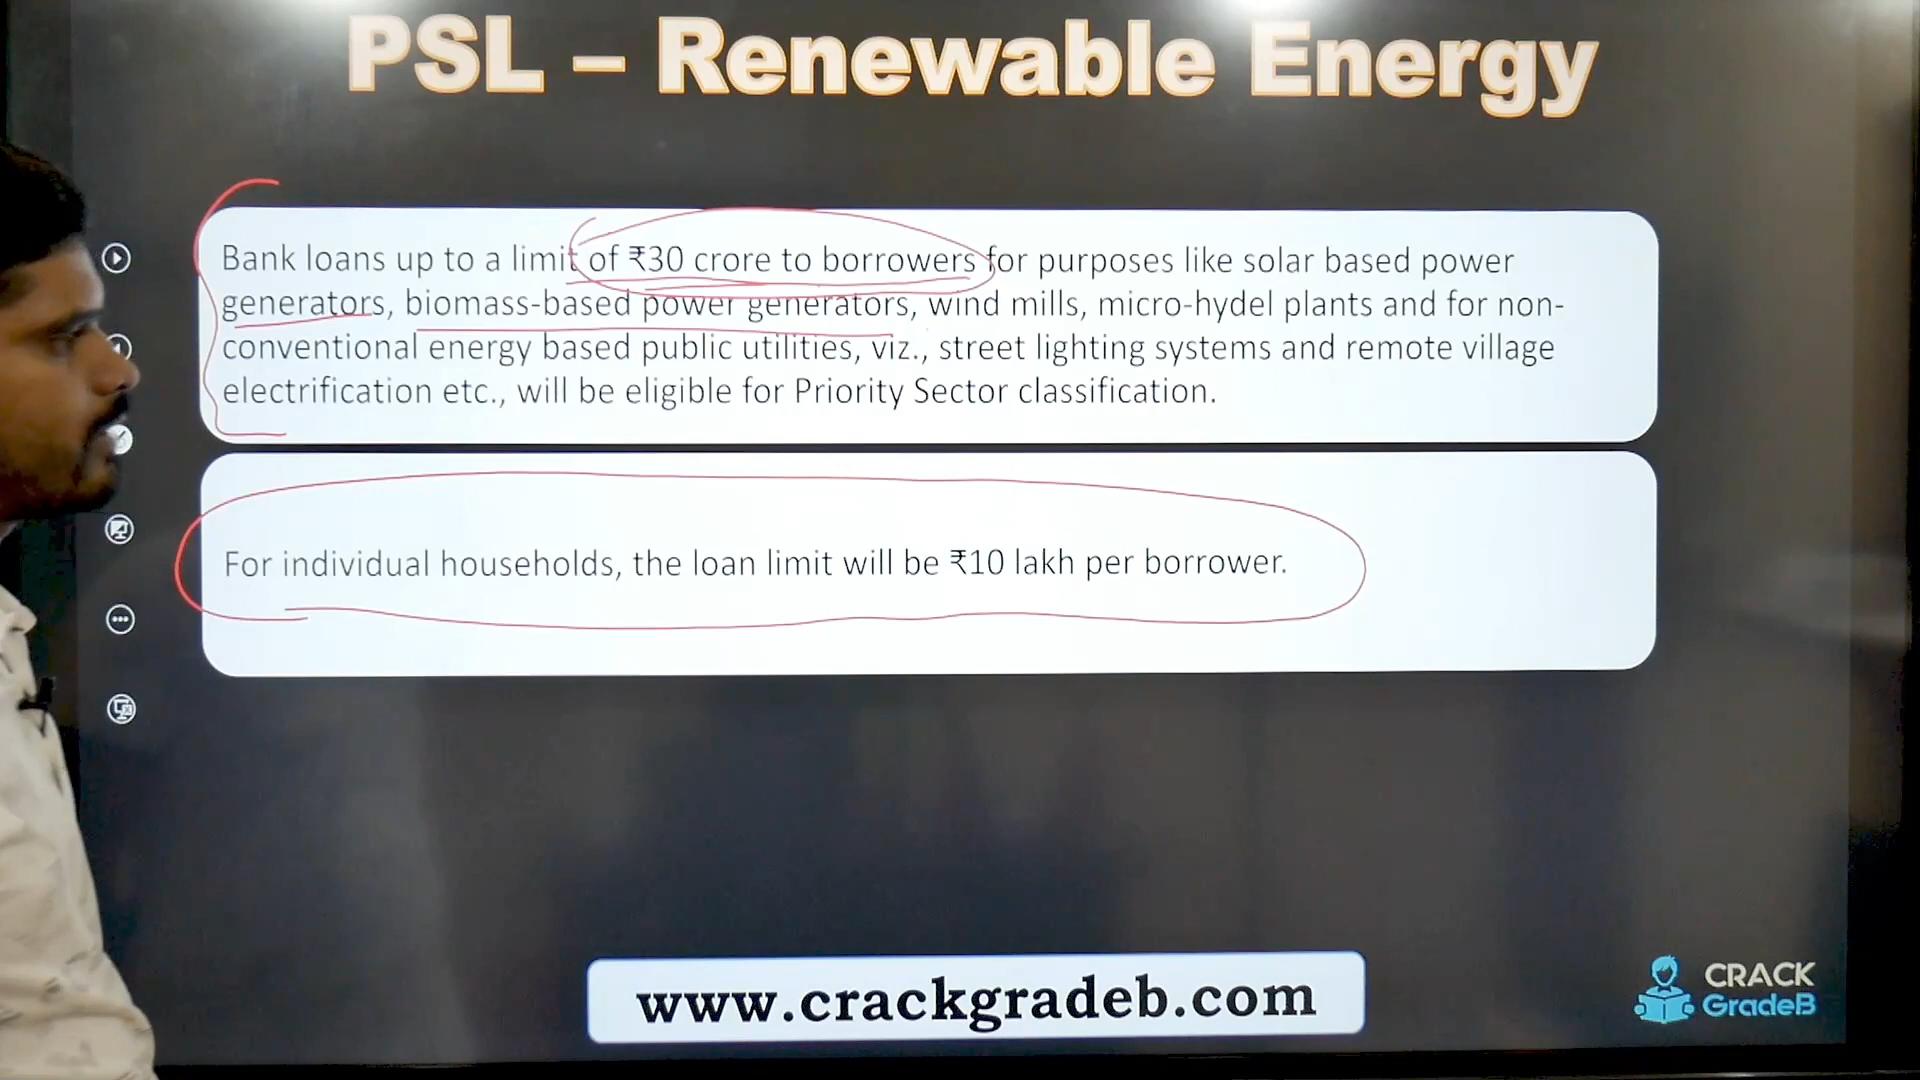 PSL – Renewable Energy
Bank loans up to a limit of ₹30 crore to borrowers for purposes like solar based power
generators, biomass-based power generators, wind mills, micro-hydel plants and for non-
conventional energy based public utilities, viz., street lighting systems and remote village
electrification etc., will be eligible for Priority Sector classification.
For individual households, the loan limit will be ₹10 lakh per borrower.
www.crackgradeb.com
CRACK
GradeB